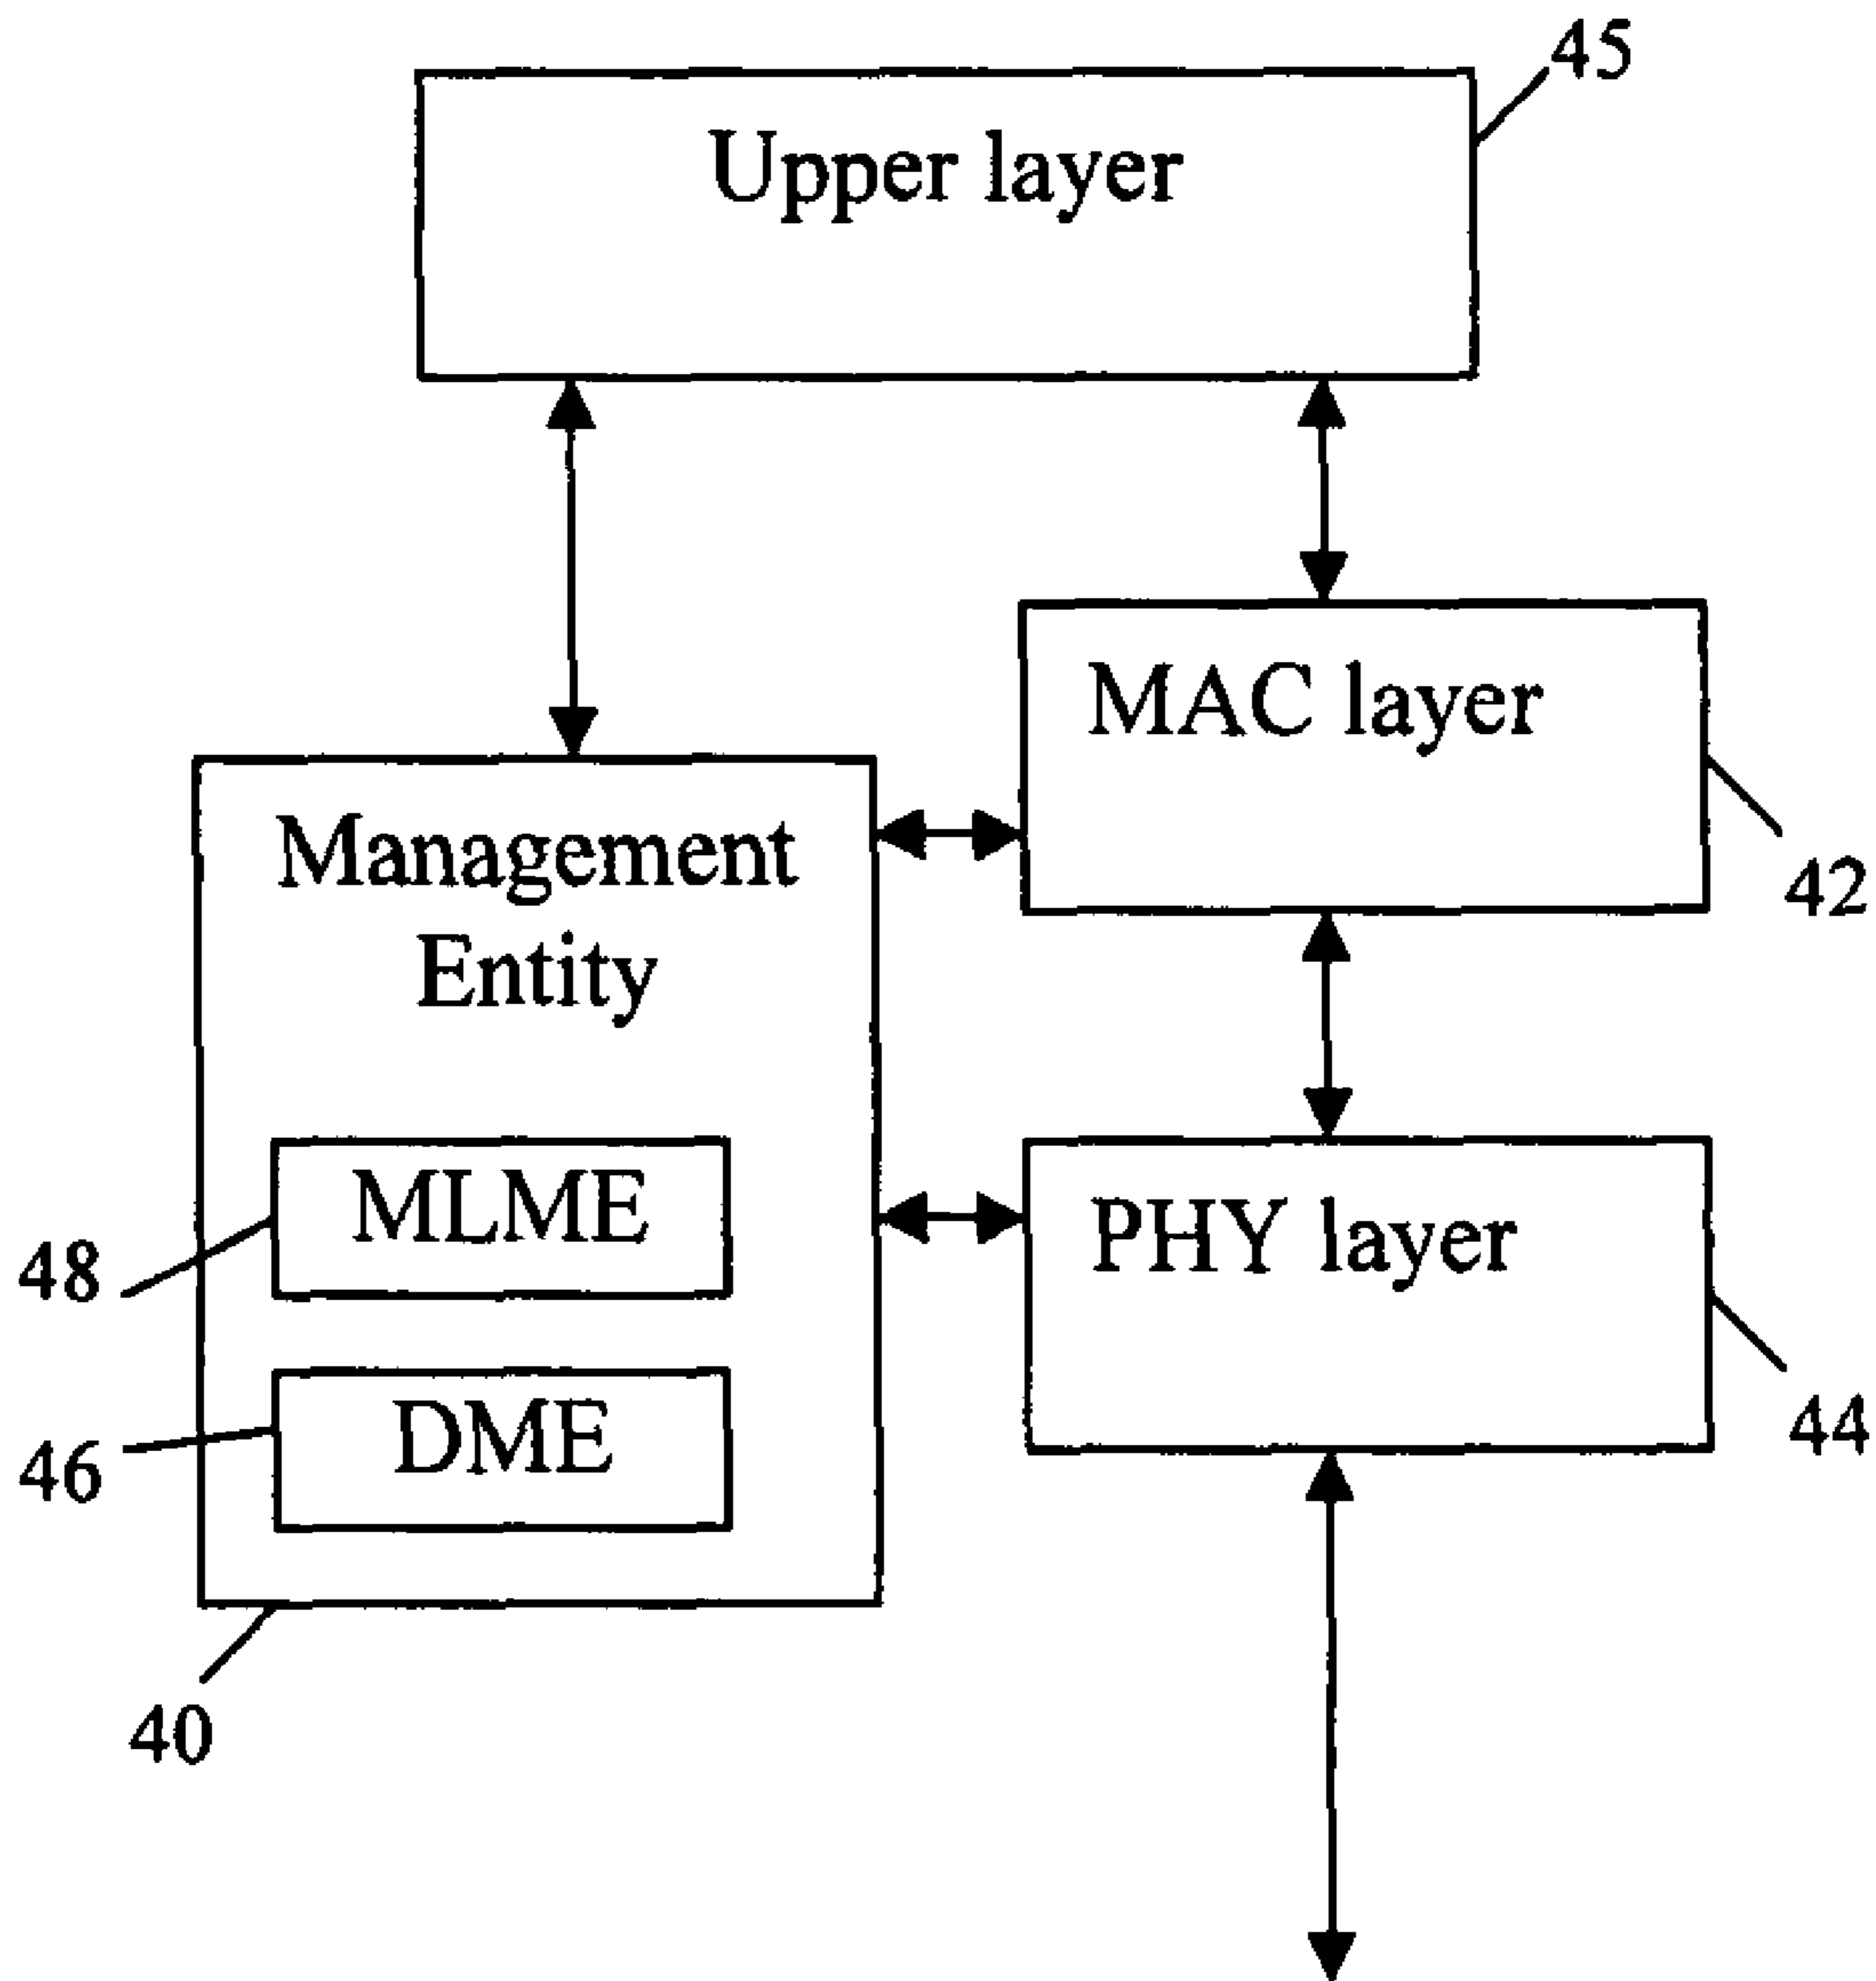 45
Upper layer
MAC layer
42
Management
Entity
MLME
48
PHY layer
44
DME
46
40